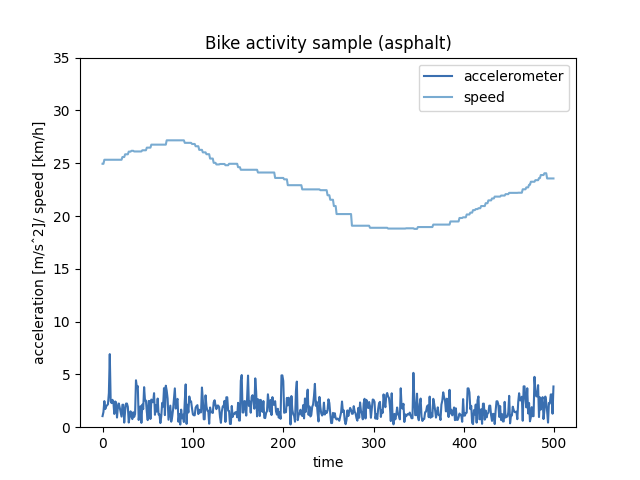 Bike activity sample (asphalt)
accelerometer
speed
acceleration [m/s^2]/ speed [km/h]
35
30
25
20
15
10
5
0
0 100 200 300 400 500
time